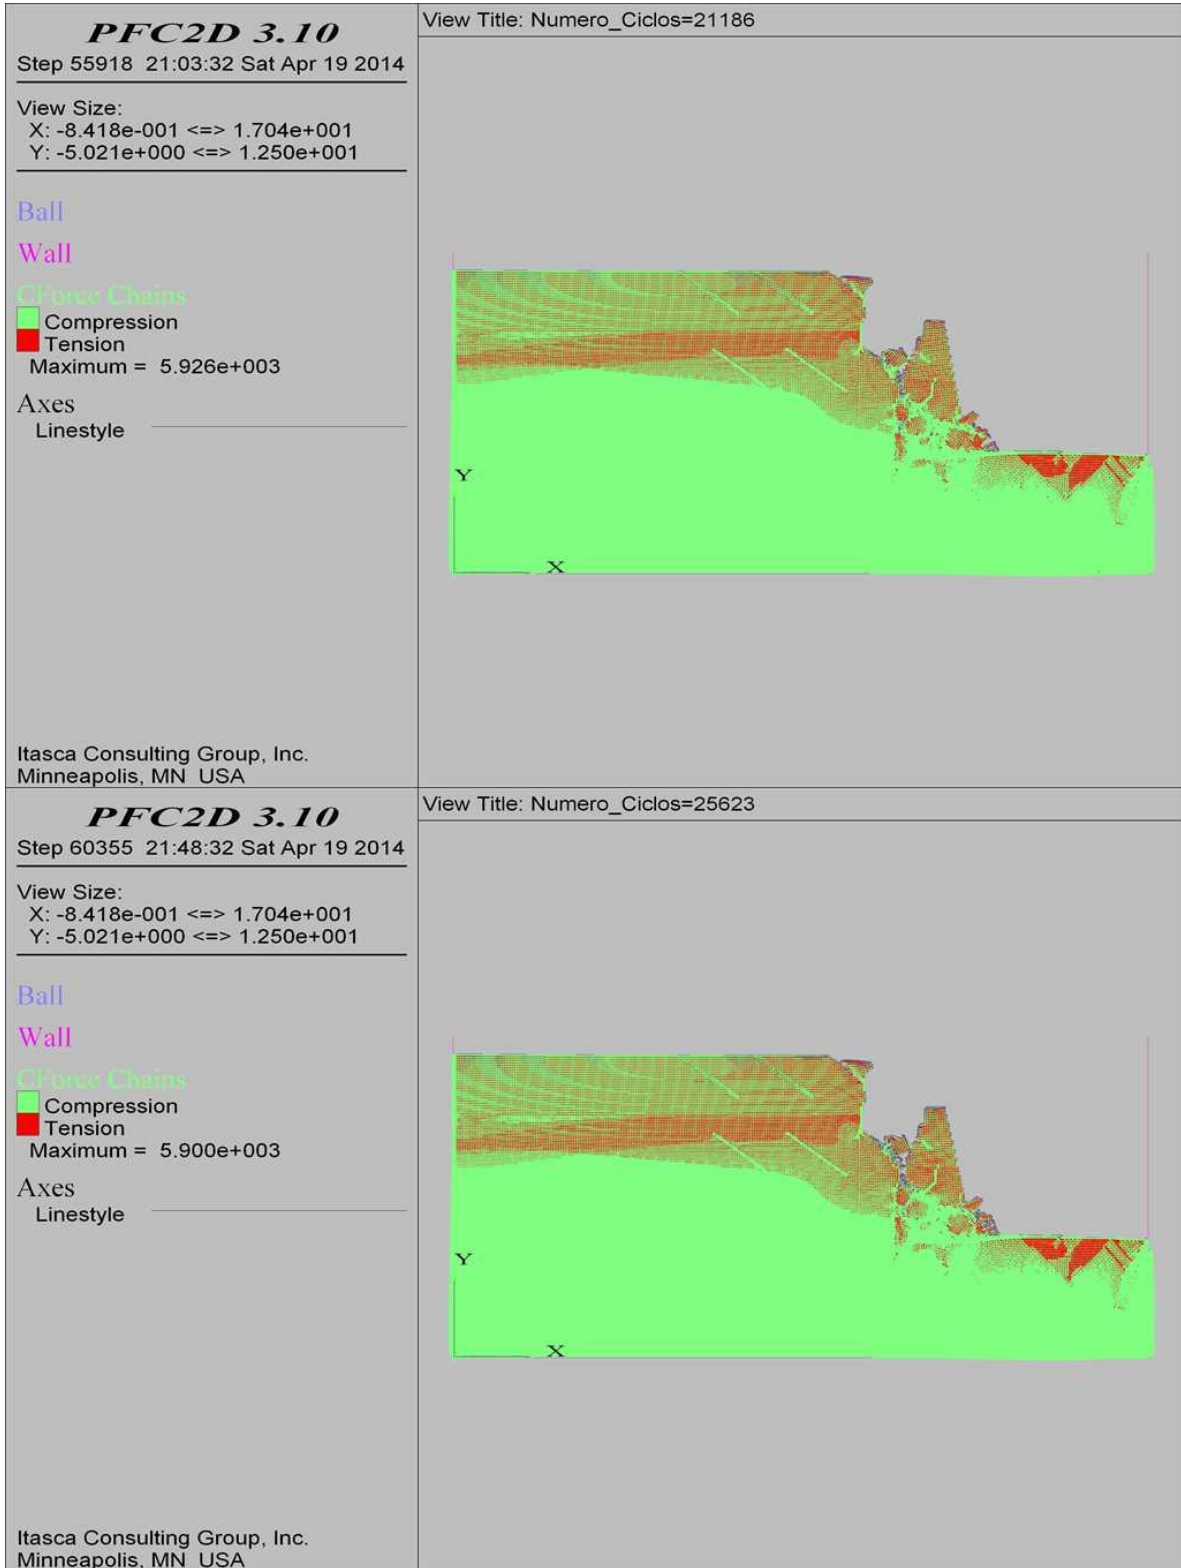 PFC2D 3.10
Step 55918 21:03:32 Sat Apr 19 2014
View Size:
X: -8.418e-001 <=> 1.704e+001
Y: -5.021e+000 <=> 1.250e+001
Ball
Wall
CForce Chains
Compression
Tension
Maximum = 5.926e+003
Axes
Linestyle
Itasca Consulting Group, Inc.
Minneapolis, MN USA
View Title: Numero_Ciclos=21186
Y
X
PFC2D 3.10
Step 60355 21:48:32 Sat Apr 19 2014
View Size:
X: -8.418e-001 <=> 1.704e+001
Y: -5.021e+000 <=> 1.250e+001
Ball
Wall
CForce Chains
Compression
Tension
Maximum = 5.900e+003
Axes
Linestyle
Itasca Consulting Group, Inc.
Minneapolis, MN USA
View Title: Numero_Ciclos=25623
Y
X